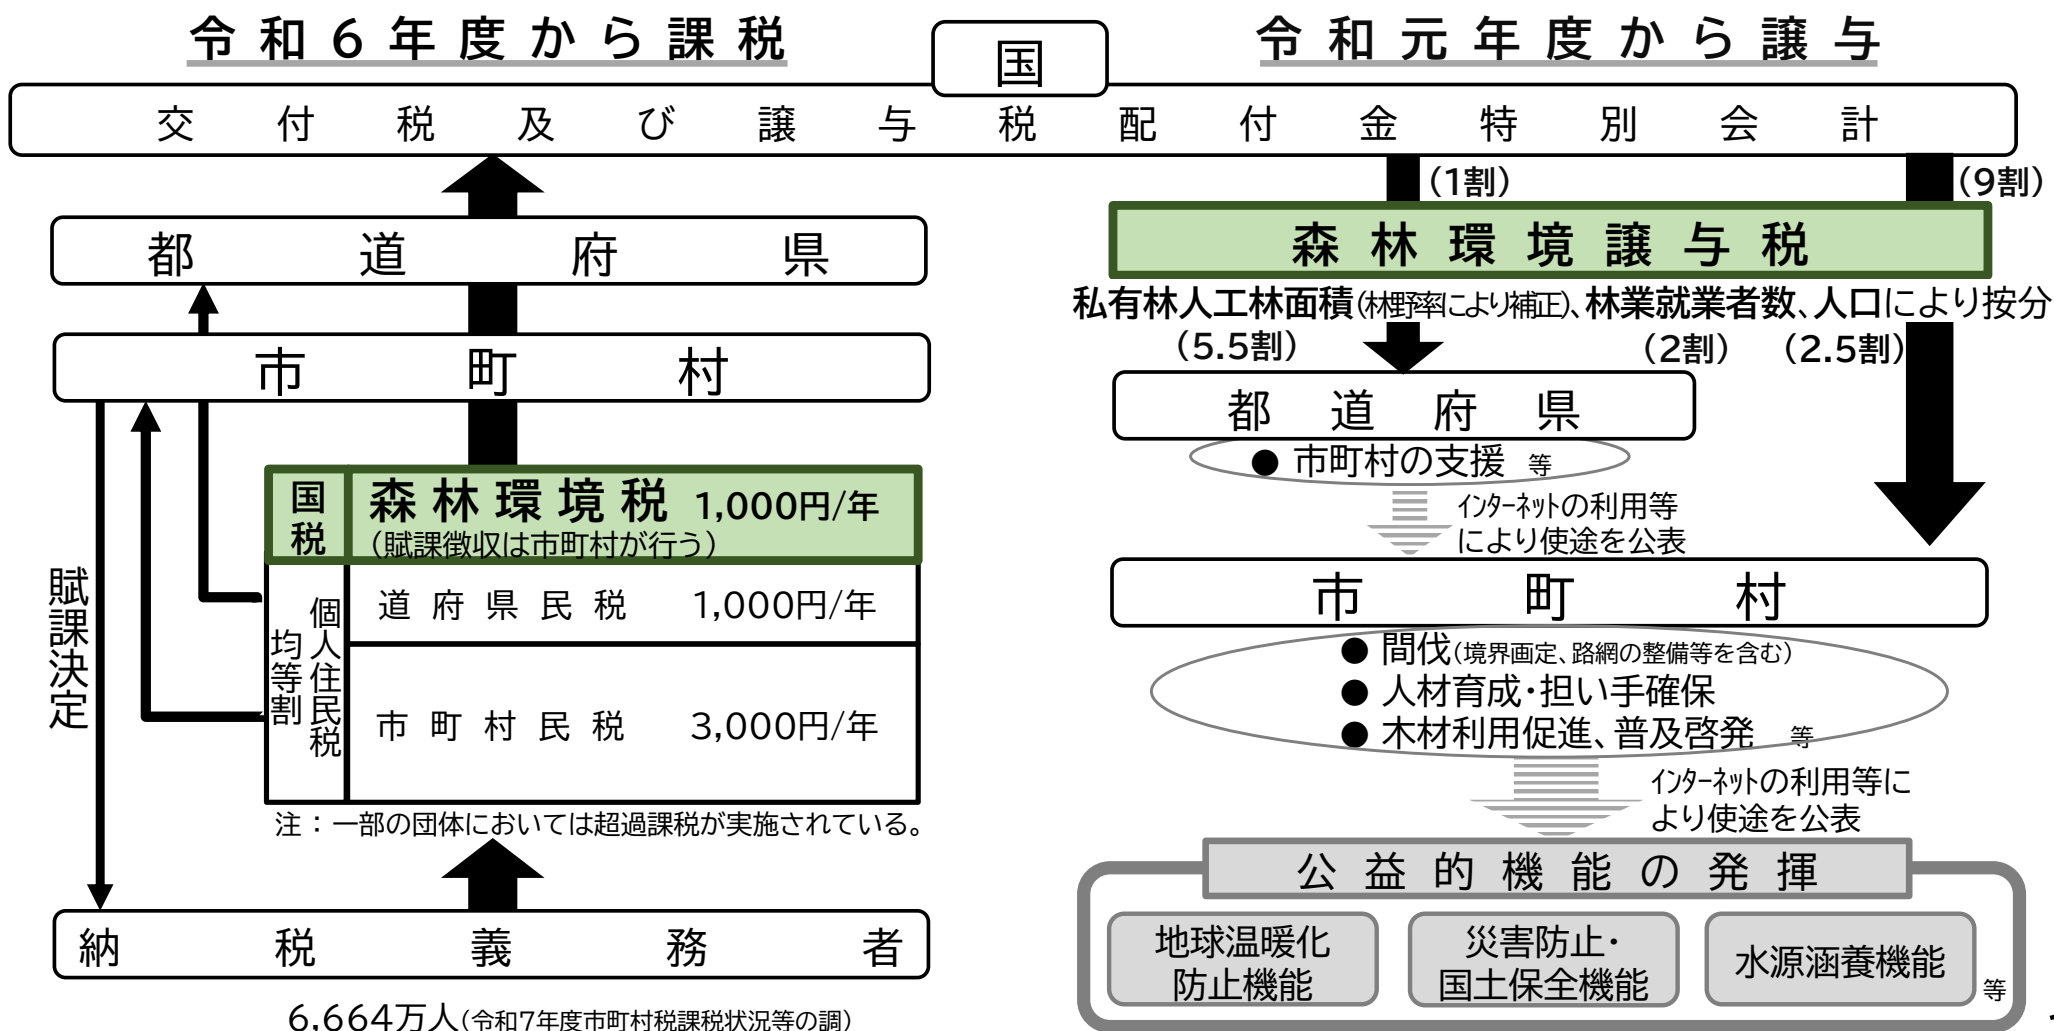 令和６年度から課税
国
令和元年度から譲与
交付税及び譲与税配付金特別会計
(1割)
(9割)
都道府県
市町村
国税
森林環境税 1,000円/年
(賦課徴収は市町村が行う)
個人住民税
均等割
道府県民税 1,000円/年
市町村民税 3,000円/年
注：一部の団体においては超過課税が実施されている。
賦課決定
納税義務者
6,664万人(令和7年度市町村税課税状況等の調)
森林環境譲与税
私有林人工林面積(林野率により補正)、林業就業者数、人口により按分
(5.5割)
(2割)
(2.5割)
都道府県
● 市町村の支援 等
インターネットの利用等
により使途を公表
市町村
● 間伐(境界画定、路網の整備等を含む)
● 人材育成・担い手確保
● 木材利用促進、普及啓発 等
インターネットの利用等に
より使途を公表
公益的機能の発揮
地球温暖化
防止機能
災害防止・
国土保全機能
水源涵養機能
等